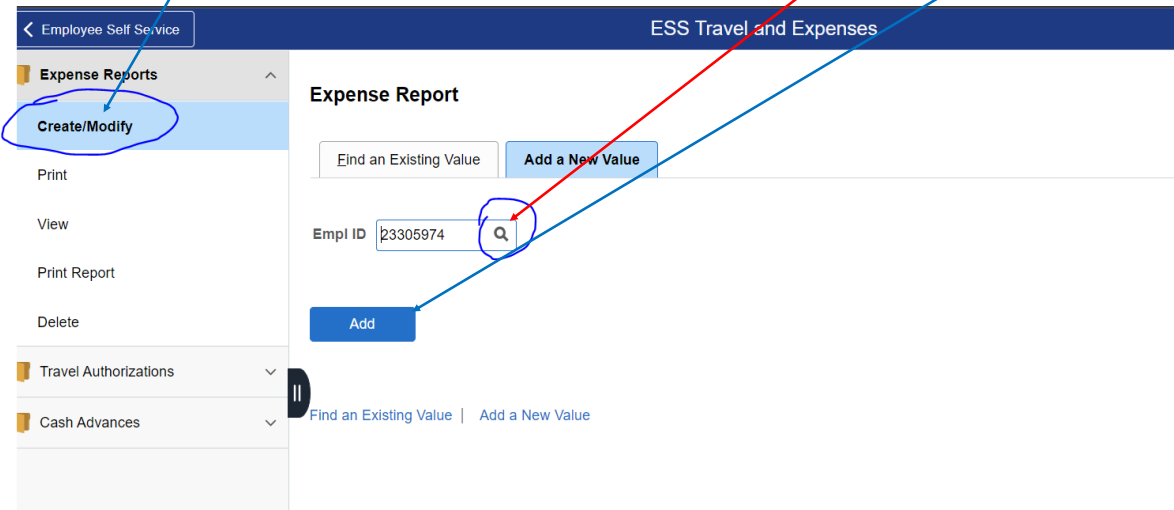 Employee Self Service
ESS Travel and Expenses
Expense Reports
Create/Modify
Print
View
Print Report
Delete
Travel Authorizations
Cash Advances
Expense Report
Find an Existing Value
Add a New Value
Empl ID 23305974
Add
Find an Existing Value | Add a New Value